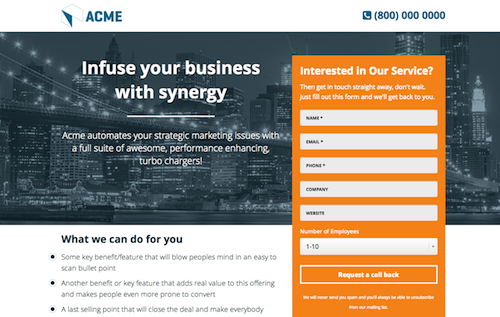 ACME
(800) 000 0000
Infuse your business
with synergy
Acme automates your strategic marketing issues with
a full suite of awesome, performance enhancing,
turbo chargers!
Interested in Our Service?
Then get in touch straight away, don't wait.
Just fill out this form and we'll get back to you.
NAME *
EMAIL *
PHONE *
COMPANY
WEBSITE
Number of Employees
1-10
Request a call back
We will never send you spam and you'll always be able to unsubscribe
from our mailing list.
What we can do for you
Some key benefit/feature that will blow peoples mind in an easy to
scan bullet point
Another benefit or key feature that adds real value to this offering
and makes people even more prone to convert
A last selling point that will close the deal and make everybody